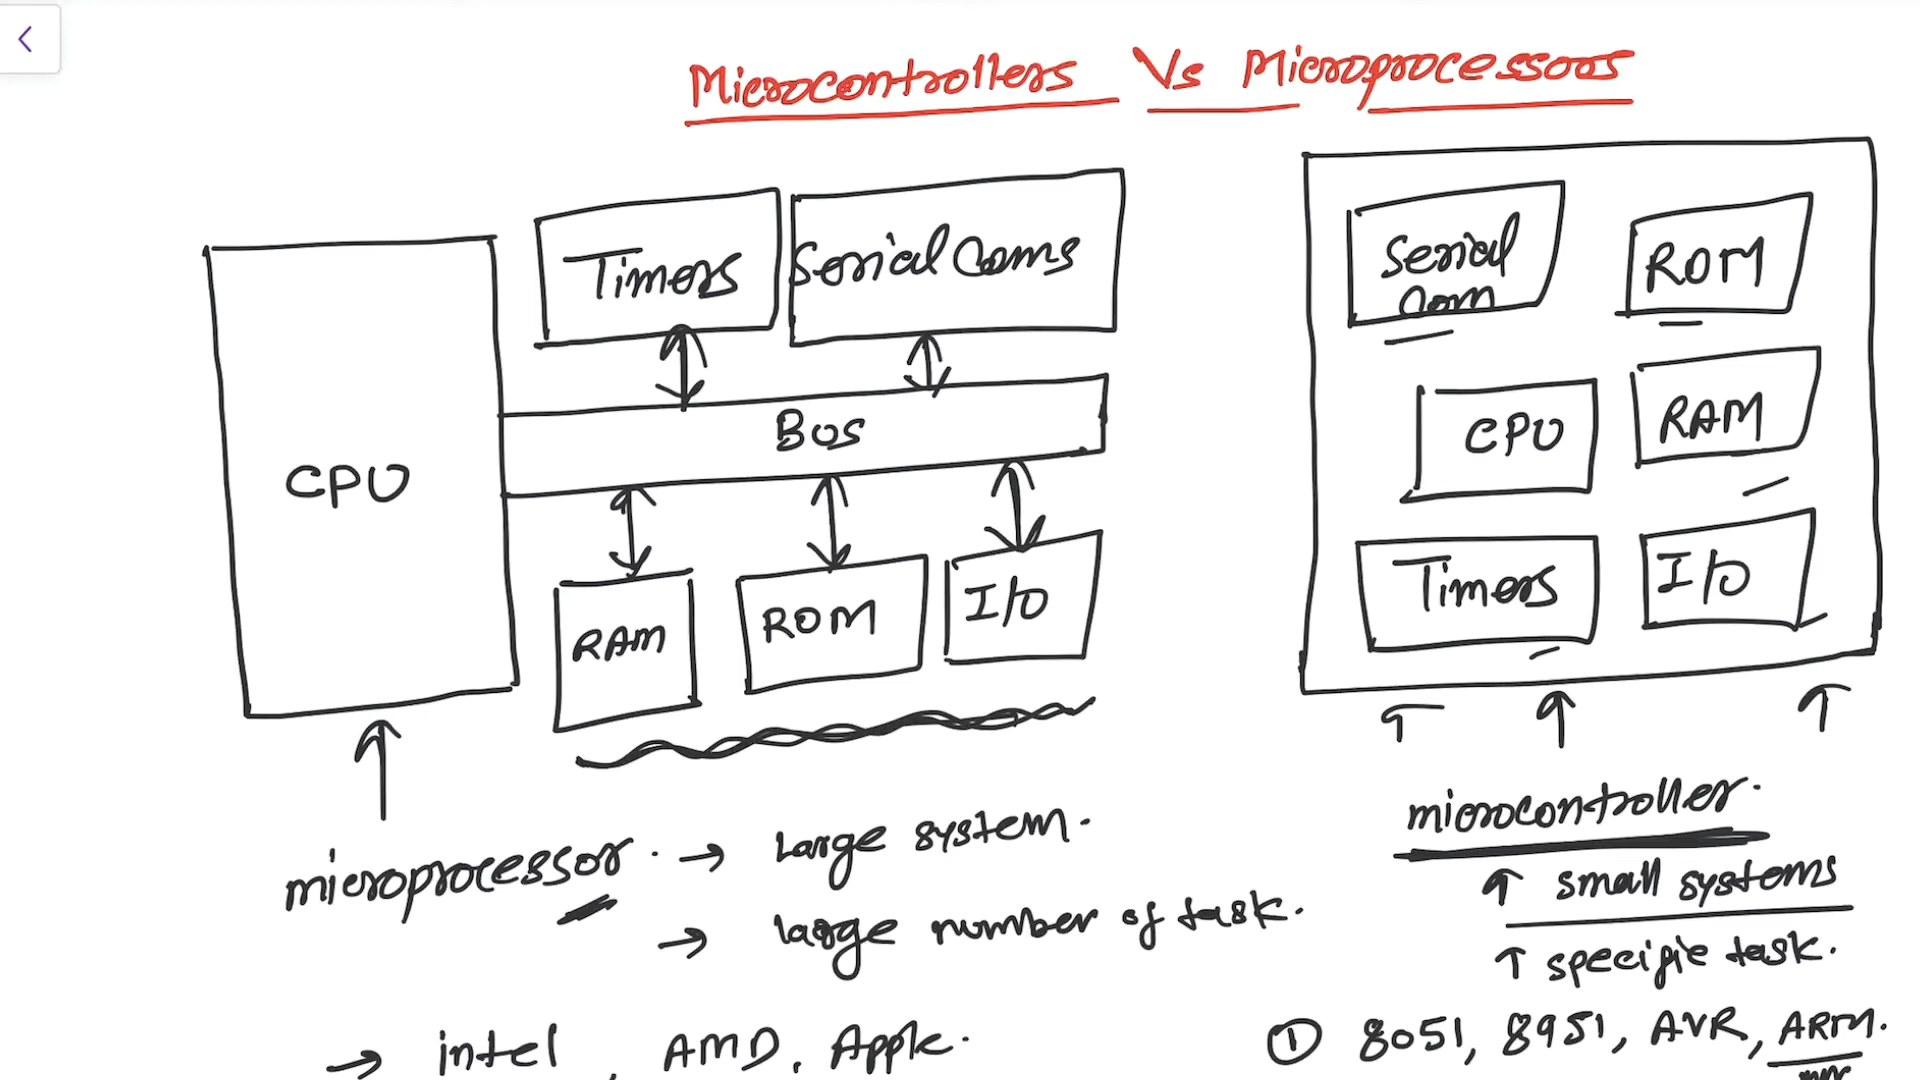 Microcontrollers Vs Microprocessors
Timers
Serial Coms
CPU
Bus
RAM
ROM
I/O
Serial
Com
ROM
CPU
RAM
Timers
I/O
microprocessor. → Large system.
→ large number of task.
→ intel, AMD, Apple.
microcontroller.
↑ small systems
↑ specific task.
① 8051, 8951, AVR, ARM.